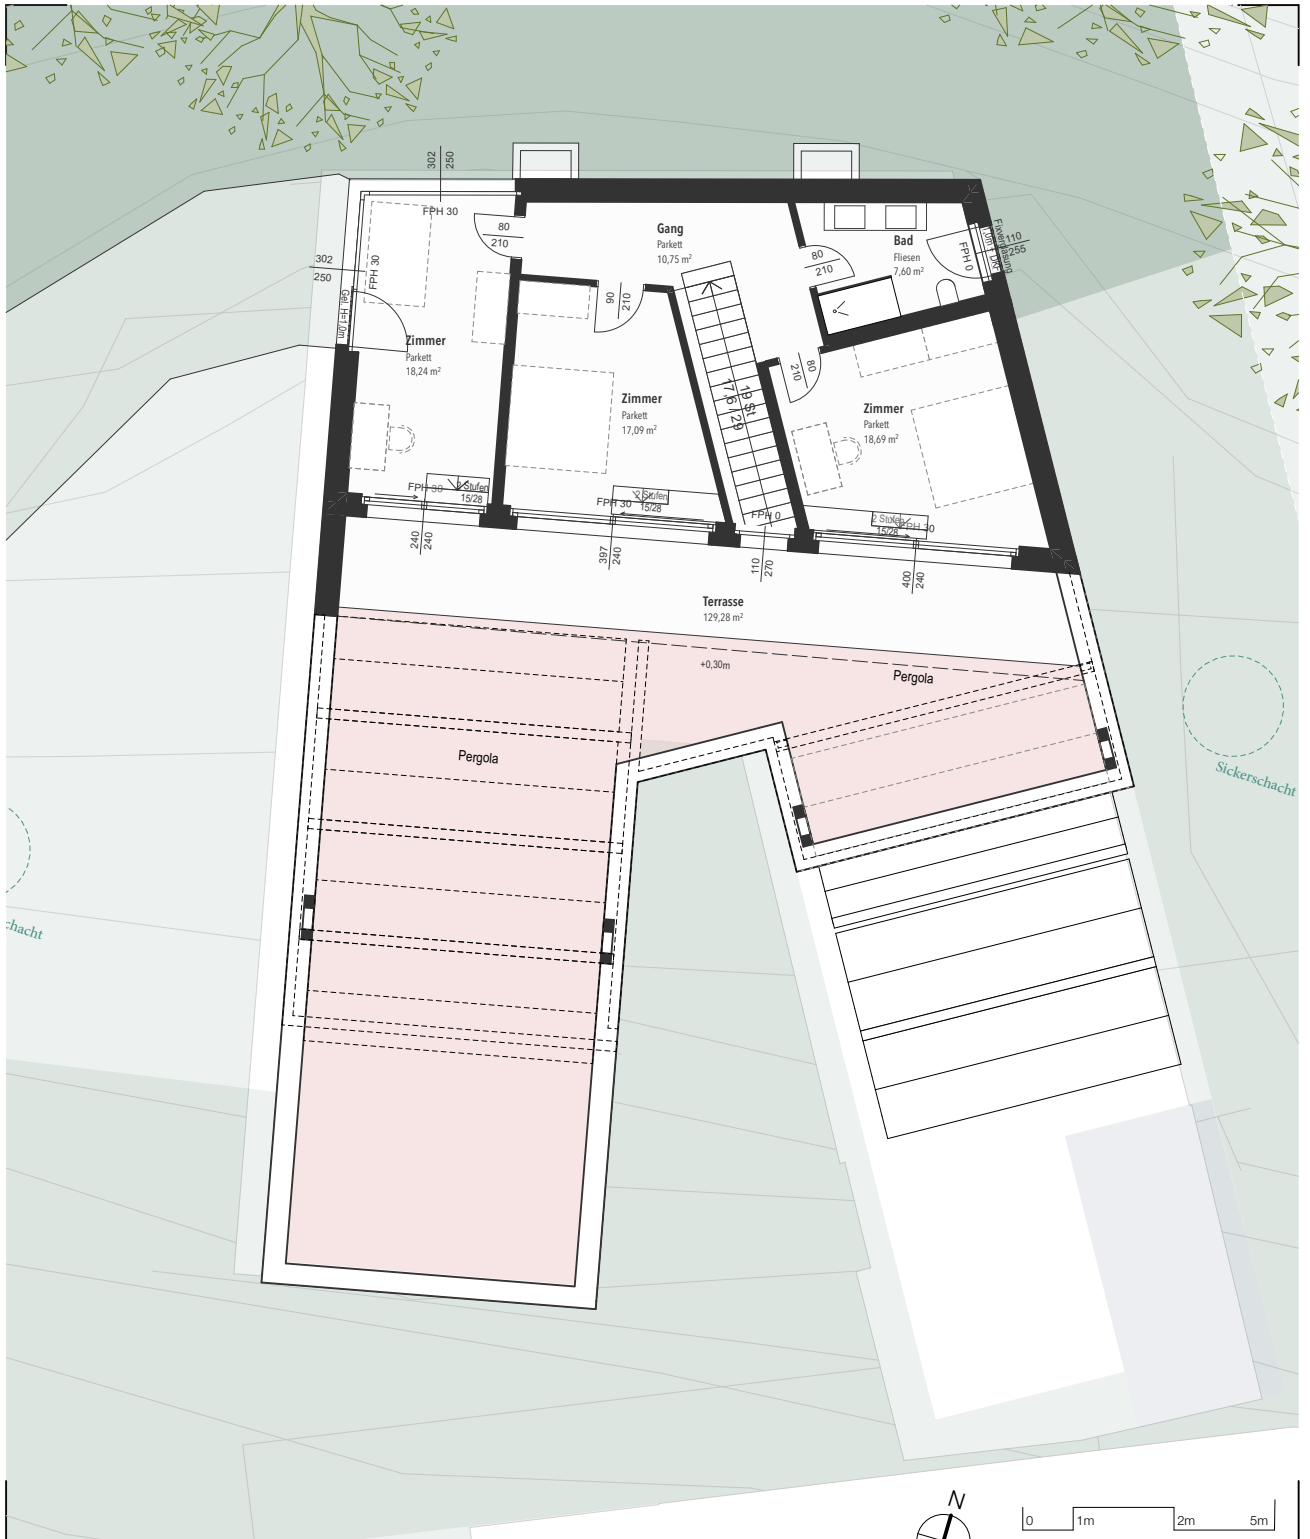 302
250
FPH 30
80
210
Gang
Parkett
10,75 m²
80
210
Bad
Fliesen
7,60 m²
FPH 0
Fixverglasung
110
255
302
250
FPH 30
Gel. H=1,0m
90
210
Zimmer
Parkett
18,24 m²
Zimmer
Parkett
17,09 m²
19 St
17,6 / 29
80
210
Zimmer
Parkett
18,69 m²
FPH 30
2 Stufen
15/28
FPH 30
2 Stufen
15/28
FPH 0
2 Stufen
15/28
FPH 30
240
240
397
240
110
270
400
240
Terrasse
129,28 m²
+0,30m
Pergola
Pergola
Sickerschacht
chacht
N
0
1m
2m
5m